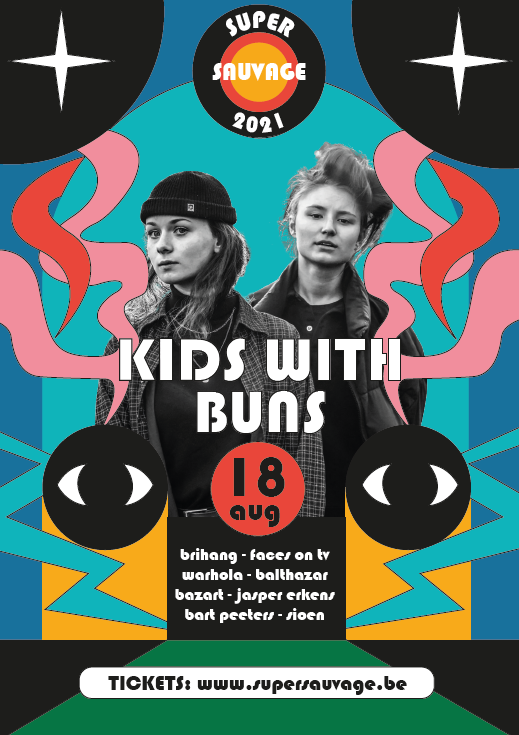 SUPER
SAUVAGE
2021
KIDS WITH
BUNS
18
aug
brihang - faces on tv
warhola - balthazar
bazart - jasper erkens
bart peeters - sioen
TICKETS: www.supersauvage.be